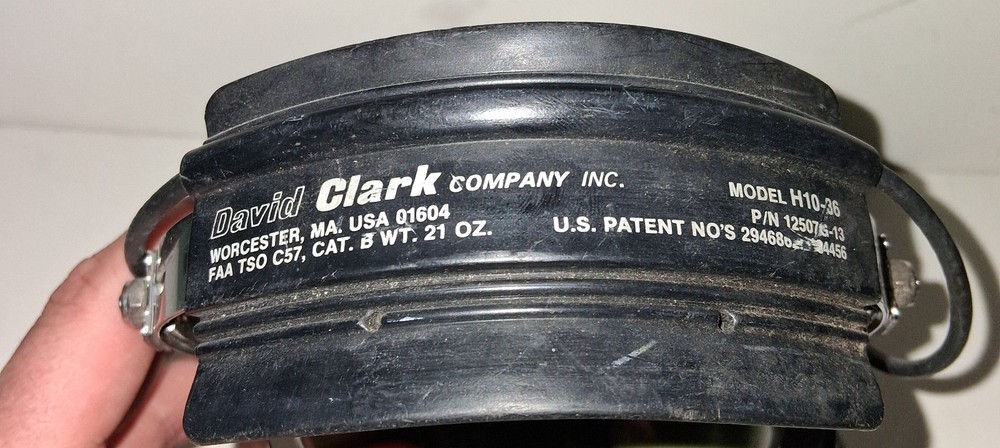 David Clark COMPANY INC.
WORCESTER, MA. USA 01604
FAA TSO C57, CAT. B WT. 21 OZ.
MODEL H10-36
P/N
U.S. PATENT NO'S